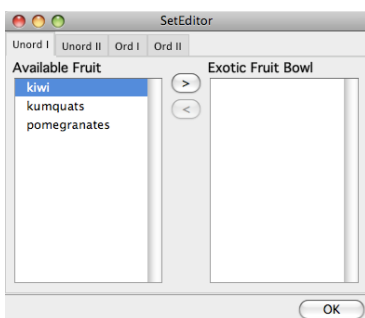 SetEditor
Unord I Unord II Ord I Ord II
Available Fruit > Exotic Fruit Bowl
kiwi <
kumquats
pomegranates
OK